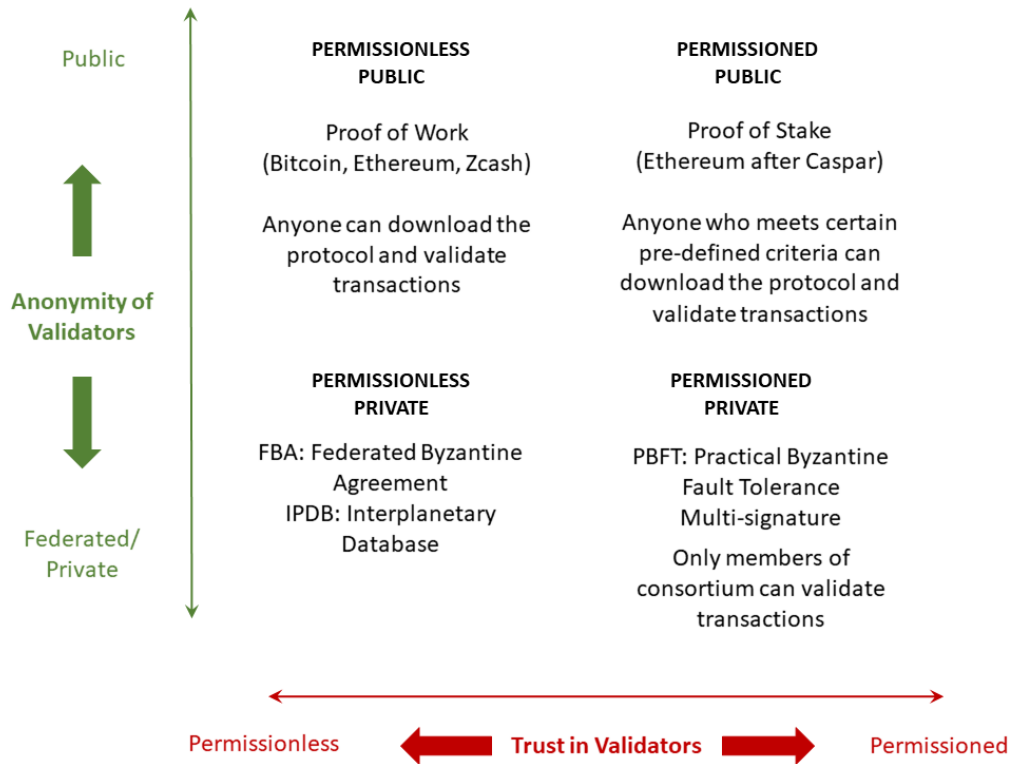 Public
Anonymity of
Validators
Federated/
Private
PERMISSIONLESS
PUBLIC
Proof of Work
(Bitcoin, Ethereum, Zcash)
Anyone can download the
protocol and validate
transactions
PERMISSIONED
PUBLIC
Proof of Stake
(Ethereum after Caspar)
Anyone who meets certain
pre-defined criteria can
download the protocol and
validate transactions
PERMISSIONLESS
PRIVATE
FBA: Federated Byzantine
Agreement
IPDB: Interplanetary
Database
PERMISSIONED
PRIVATE
PBFT: Practical Byzantine
Fault Tolerance
Multi-signature
Only members of
consortium can validate
transactions
Permissionless
Trust in Validators
Permissioned